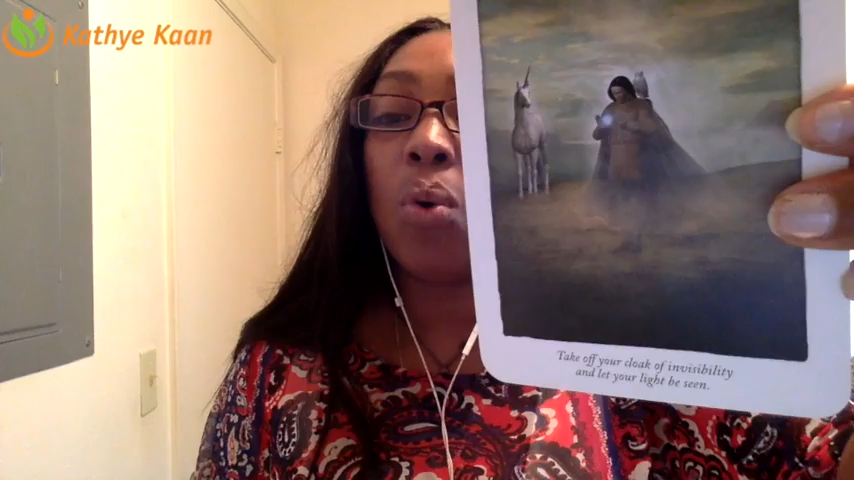 Kathye Kaan
Take off your cloak of invisibility
and let your light be seen.